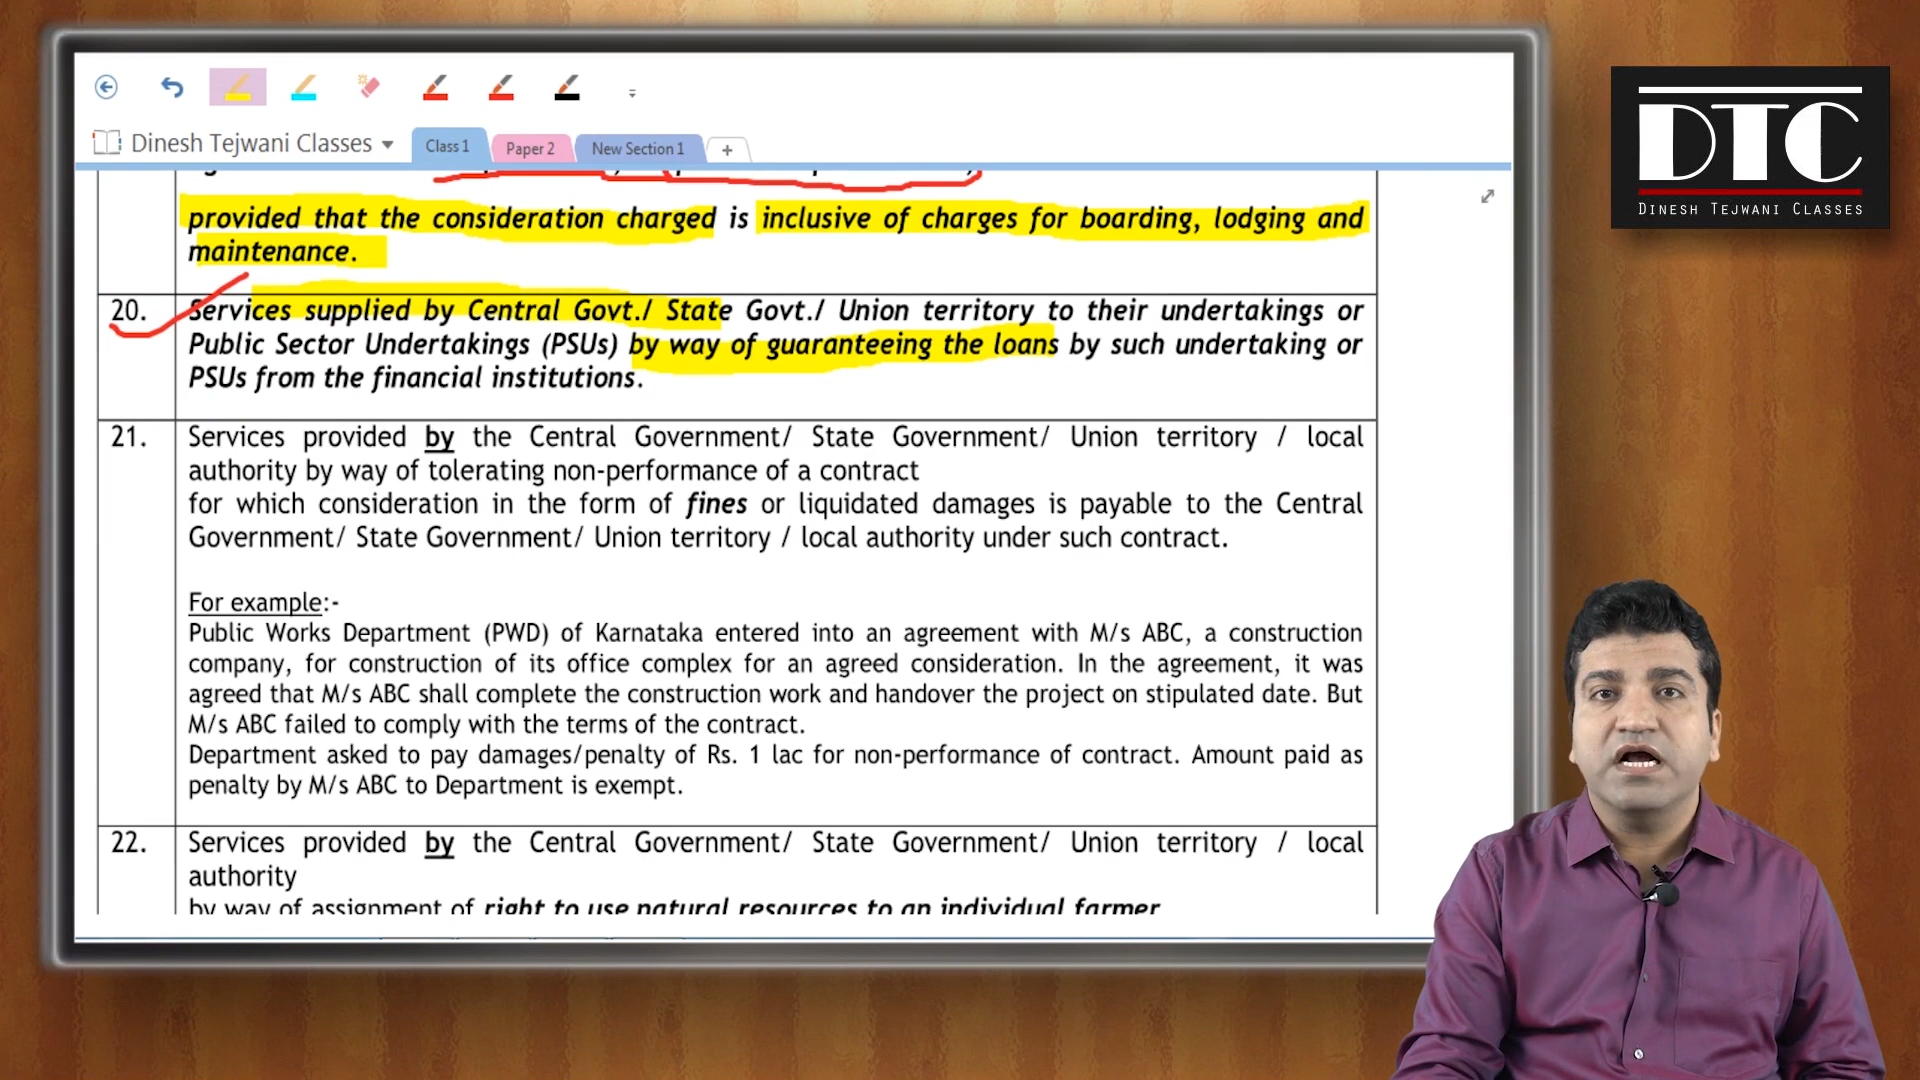 DTC
DINESH TEJWANI CLASSES
Dinesh Tejwani Classes
Class 1
Paper 2
New Section 1
+
provided that the consideration charged is inclusive of charges for boarding, lodging and
maintenance.
20. Services supplied by Central Govt./ State Govt./ Union territory to their undertakings or
Public Sector Undertakings (PSUs) by way of guaranteeing the loans by such undertaking or
PSUs from the financial institutions.
21. Services provided by the Central Government/ State Government/ Union territory / local
authority by way of tolerating non-performance of a contract
for which consideration in the form of fines or liquidated damages is payable to the Central
Government/ State Government/ Union territory / local authority under such contract.
For example:-
Public Works Department (PWD) of Karnataka entered into an agreement with M/s ABC, a construction
company, for construction of its office complex for an agreed consideration. In the agreement, it was
agreed that M/s ABC shall complete the construction work and handover the project on stipulated date. But
M/s ABC failed to comply with the terms of the contract.
Department asked to pay damages/penalty of Rs. 1 lac for non-performance of contract. Amount paid as
penalty by M/s ABC to Department is exempt.
22. Services provided by the Central Government/ State Government/ Union territory / local
authority
by way of assignment of right to use natural resources to an individual farmer